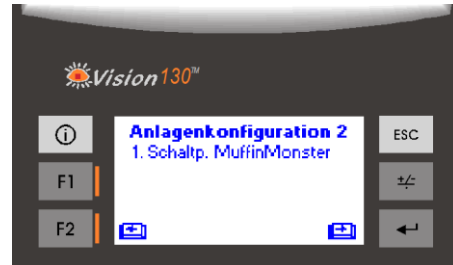 Vision130™
Anlagenkonfiguration 2
1. Schaltp. MuffinMonster
i
ESC
F1
+/-
F2